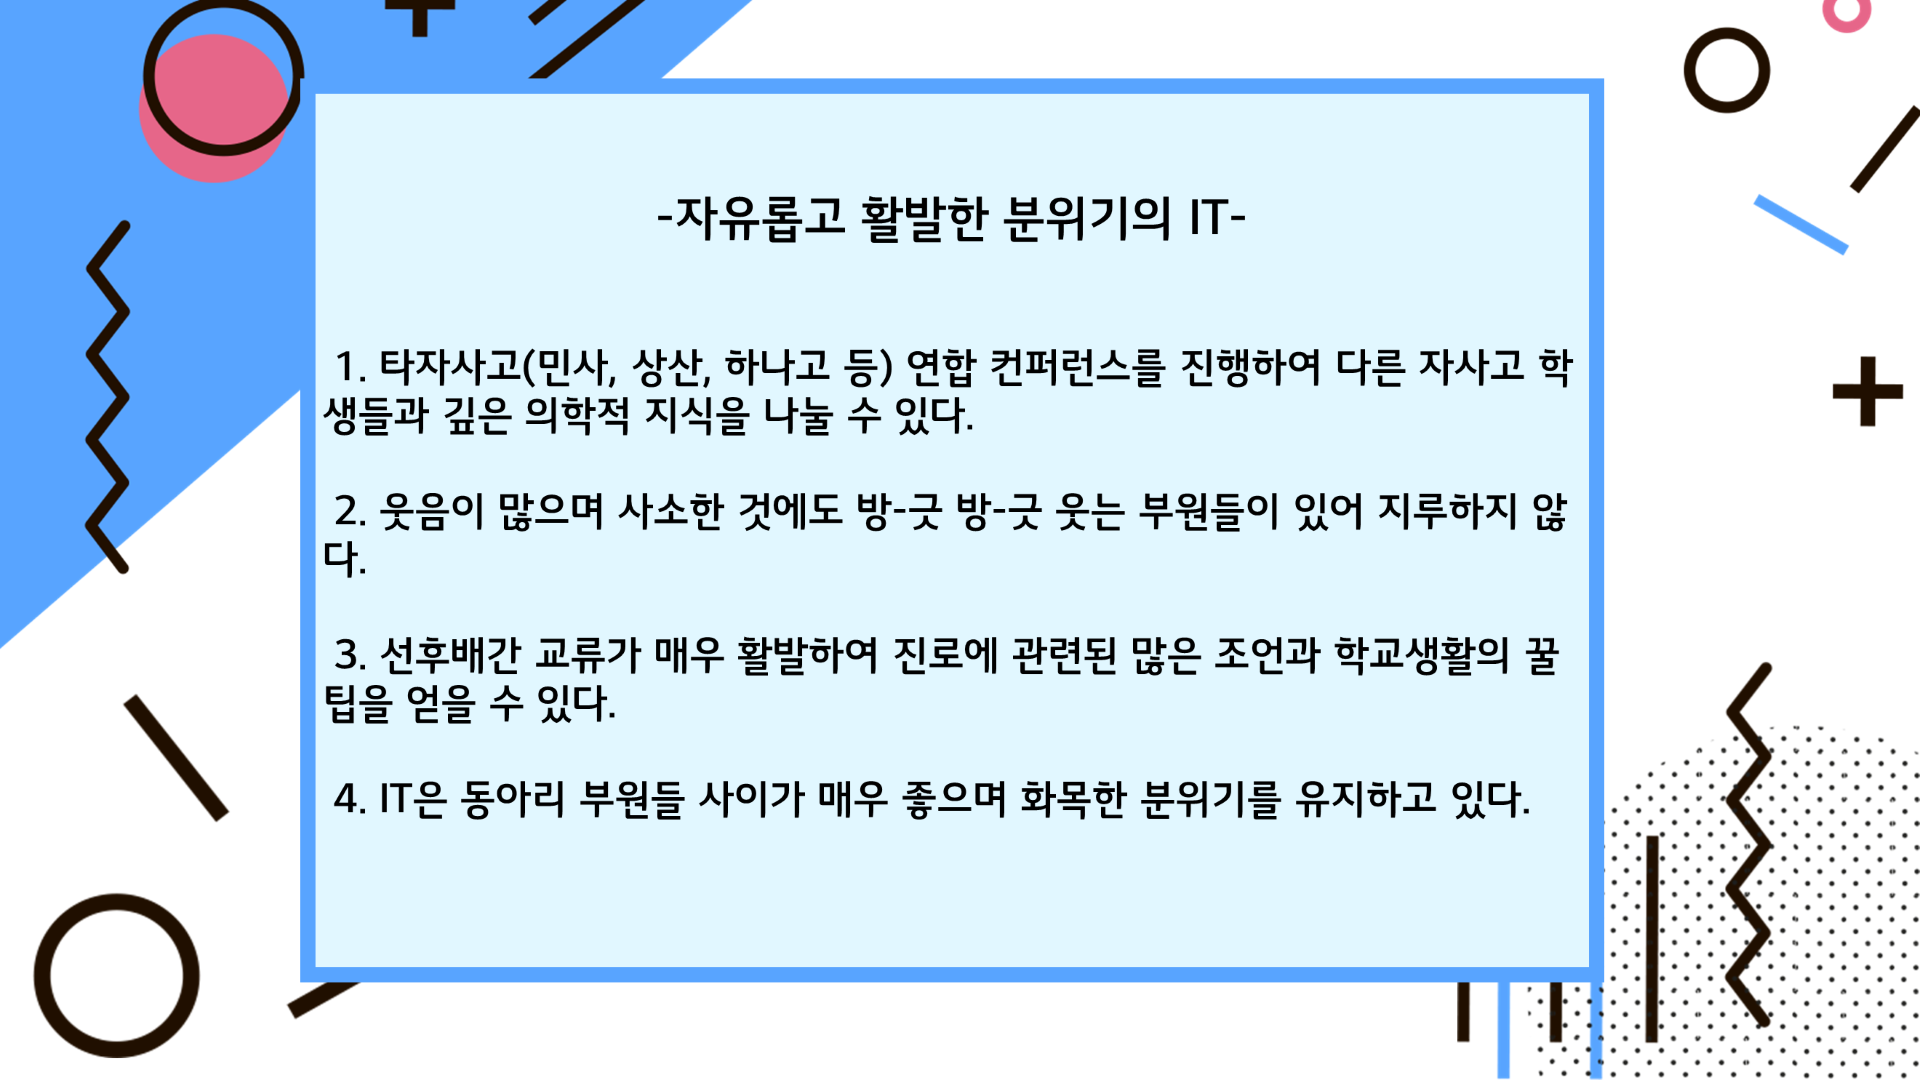 -자유롭고 활발한 분위기의 IT-
1. 타자사고(민사, 상산, 하나고 등) 연합 컨퍼런스를 진행하여 다른 자사고 학
생들과 깊은 의학적 지식을 나눌 수 있다.
2. 웃음이 많으며 사소한 것에도 방-긋 방-긋 웃는 부원들이 있어 지루하지 않
다.
3. 선후배간 교류가 매우 활발하여 진로에 관련된 많은 조언과 학교생활의 꿀
팁을 얻을 수 있다.
4. IT은 동아리 부원들 사이가 매우 좋으며 화목한 분위기를 유지하고 있다.